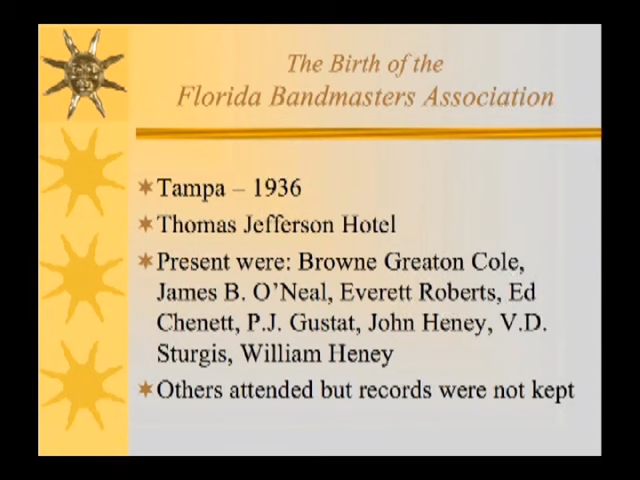 The Birth of the
Florida Bandmasters Association
Tampa – 1936
Thomas Jefferson Hotel
Present were: Browne Greaton Cole,
James B. O'Neal, Everett Roberts, Ed
Chenett, P.J. Gustat, John Heney, V.D.
Sturgis, William Heney
Others attended but records were not kept